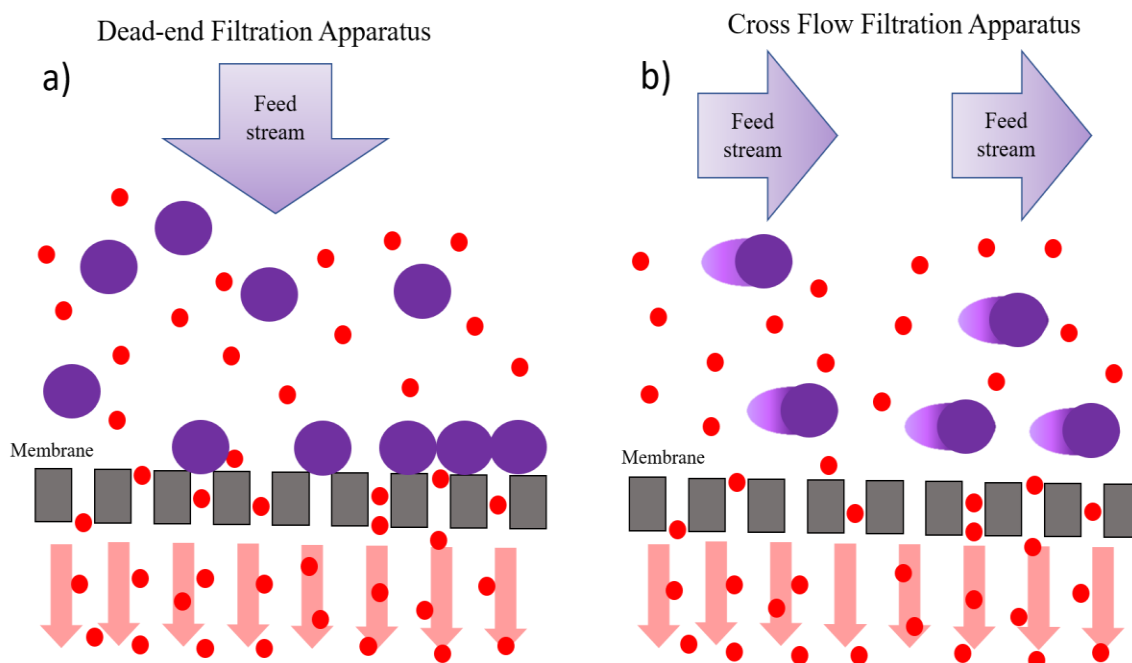 Dead-end Filtration Apparatus
a)
Feed
stream
Membrane
Cross Flow Filtration Apparatus
b)
Feed
stream
Feed
stream
Membrane